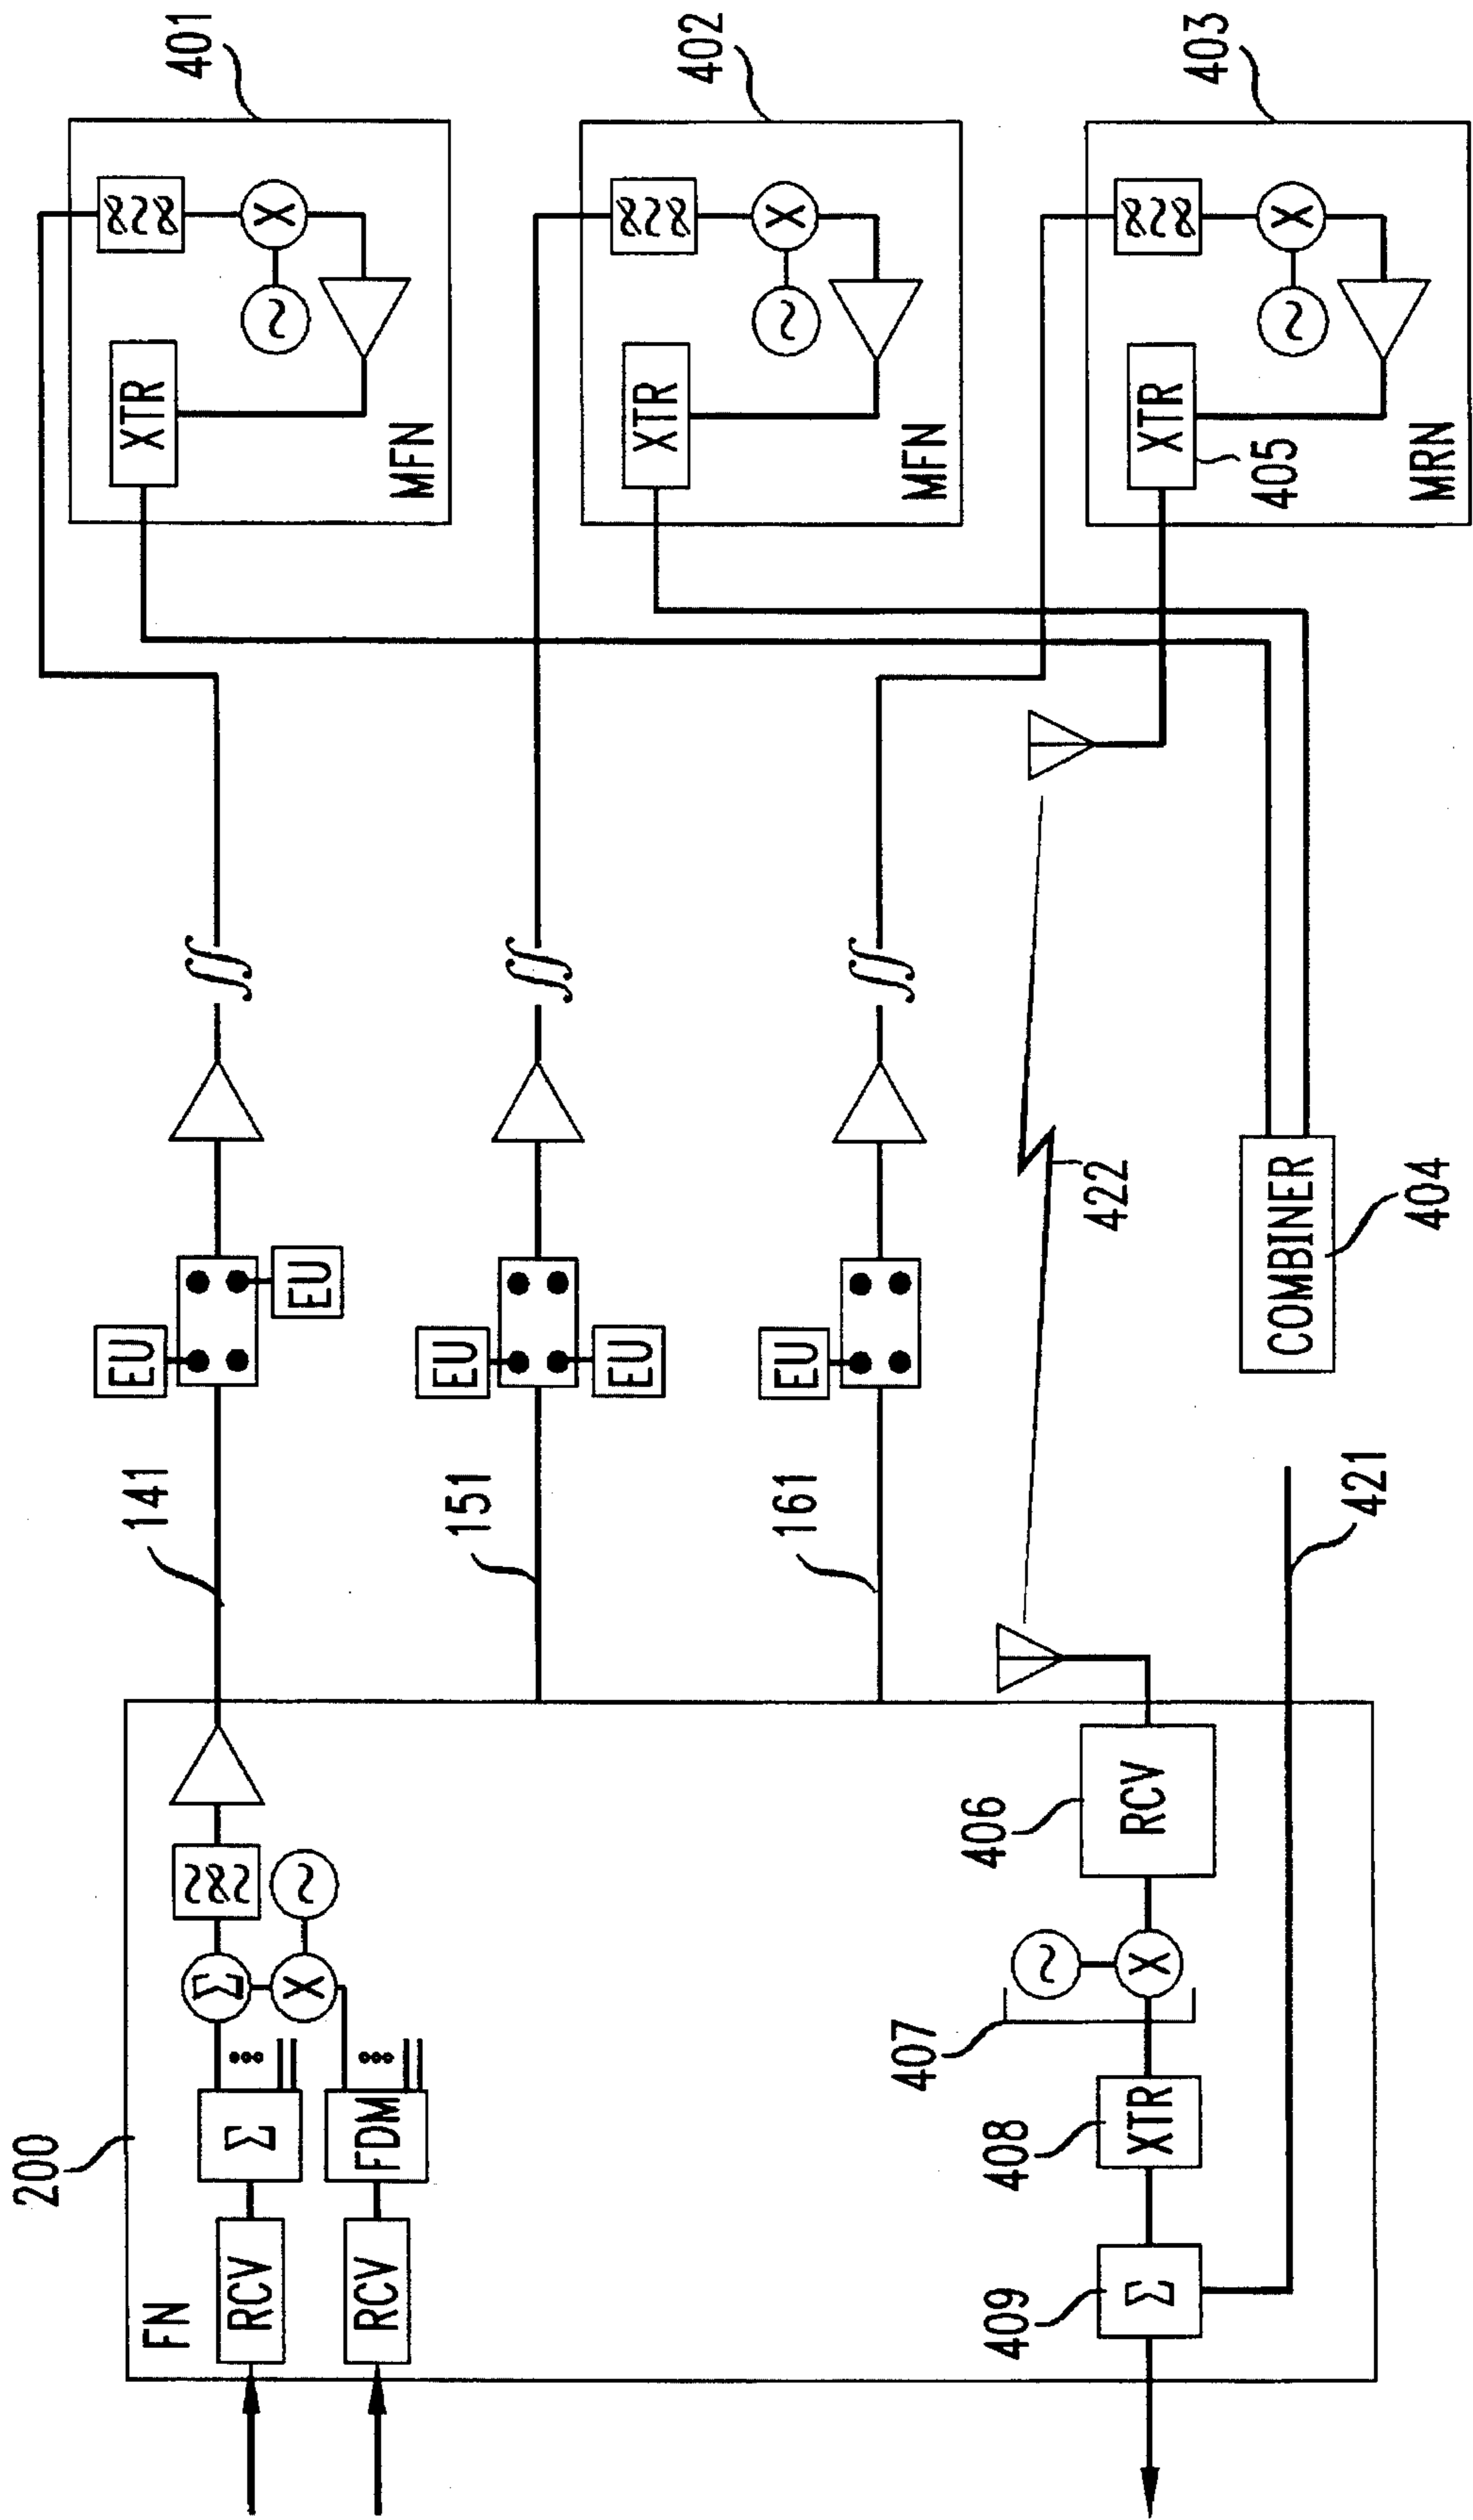 200
FN
RCV
RCV
Σ
FDM
Σ
X
~
141
EU
EU
151
EU
EU
161
EU
401
XTR
X
~
MFN
402
XTR
X
~
MFN
403
XTR
405
X
~
MRN
422
COMBINER
404
421
406
RCV
407
~
X
408
XTR
409
Σ